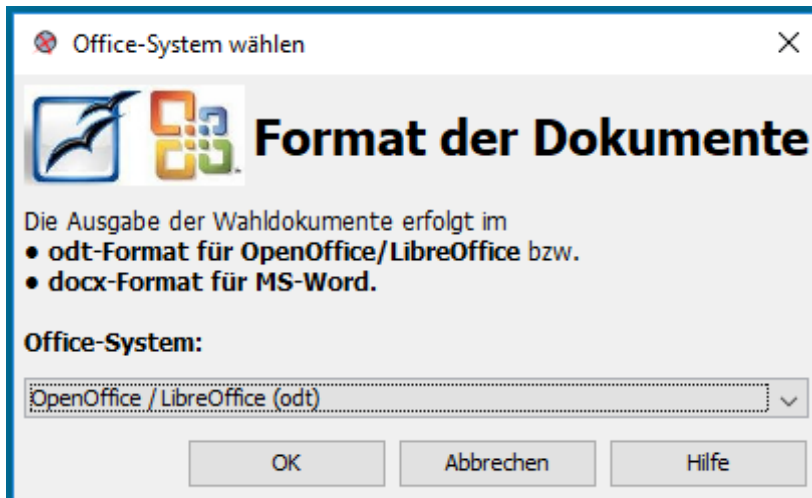 Office-System wählen
Format der Dokumente
Die Ausgabe der Wahldokumente erfolgt im
● odt-Format für OpenOffice/LibreOffice bzw.
● docx-Format für MS-Word.
Office-System:
OpenOffice / LibreOffice (odt)
OK Abbrechen Hilfe